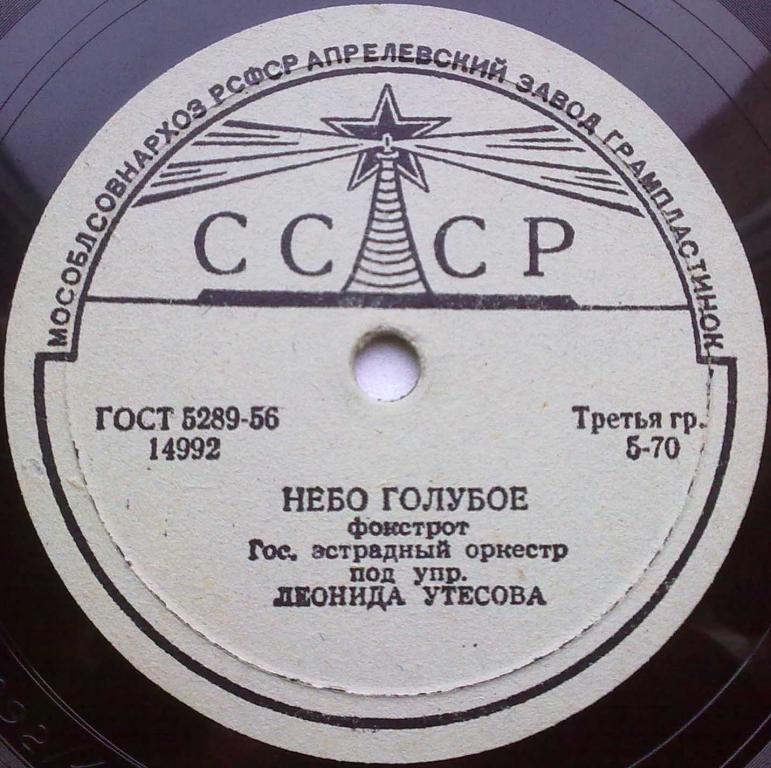 МОСОБЛСОВНАРХОЗ РСФСР АПРЕЛЕВСКИЙ ЗАВОД ГРАМПЛАСТИНОК
СССР
ГОСТ 5289-56
14992
Третья гр.
5-70
НЕБО ГОЛУБОЕ
фокстрот
Гос. эстрадный оркестр
под упр.
ЛЕОНИДА УТЕСОВА